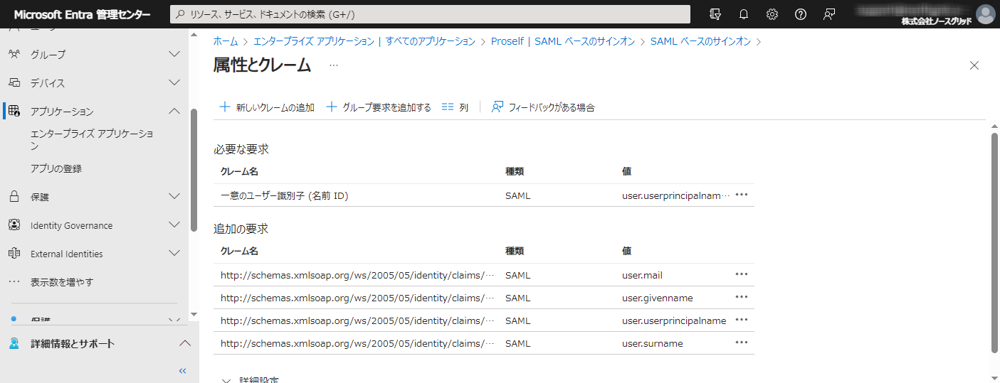 Microsoft Entra 管理センター
リソース、サービス、ドキュメントの検索 (G+/)
株式会社ノースグリッド
グループ
デバイス
アプリケーション
エンタープライズ アプリケーショ
ン
アプリの登録
保護
Identity Governance
External Identities
表示数を増やす
保護
詳細情報とサポート
ホーム > エンタープライズ アプリケーション | すべてのアプリケーション > Proself | SAML ベースのサインオン > SAML ベースのサインオン >
属性とクレーム ...
新しいクレームの追加 グループ要求を追加する 列 フィードバックがある場合
必要な要求
クレーム名 種類 値
一意のユーザー識別子 (名前 ID) SAML user.userprincipalnam… •••
追加の要求
クレーム名 種類 値
http://schemas.xmlsoap.org/ws/2005/05/identity/claims/… SAML user.mail •••
http://schemas.xmlsoap.org/ws/2005/05/identity/claims/… SAML user.givenname •••
http://schemas.xmlsoap.org/ws/2005/05/identity/claims/… SAML user.userprincipalname •••
http://schemas.xmlsoap.org/ws/2005/05/identity/claims/… SAML user.surname •••
詳細設定